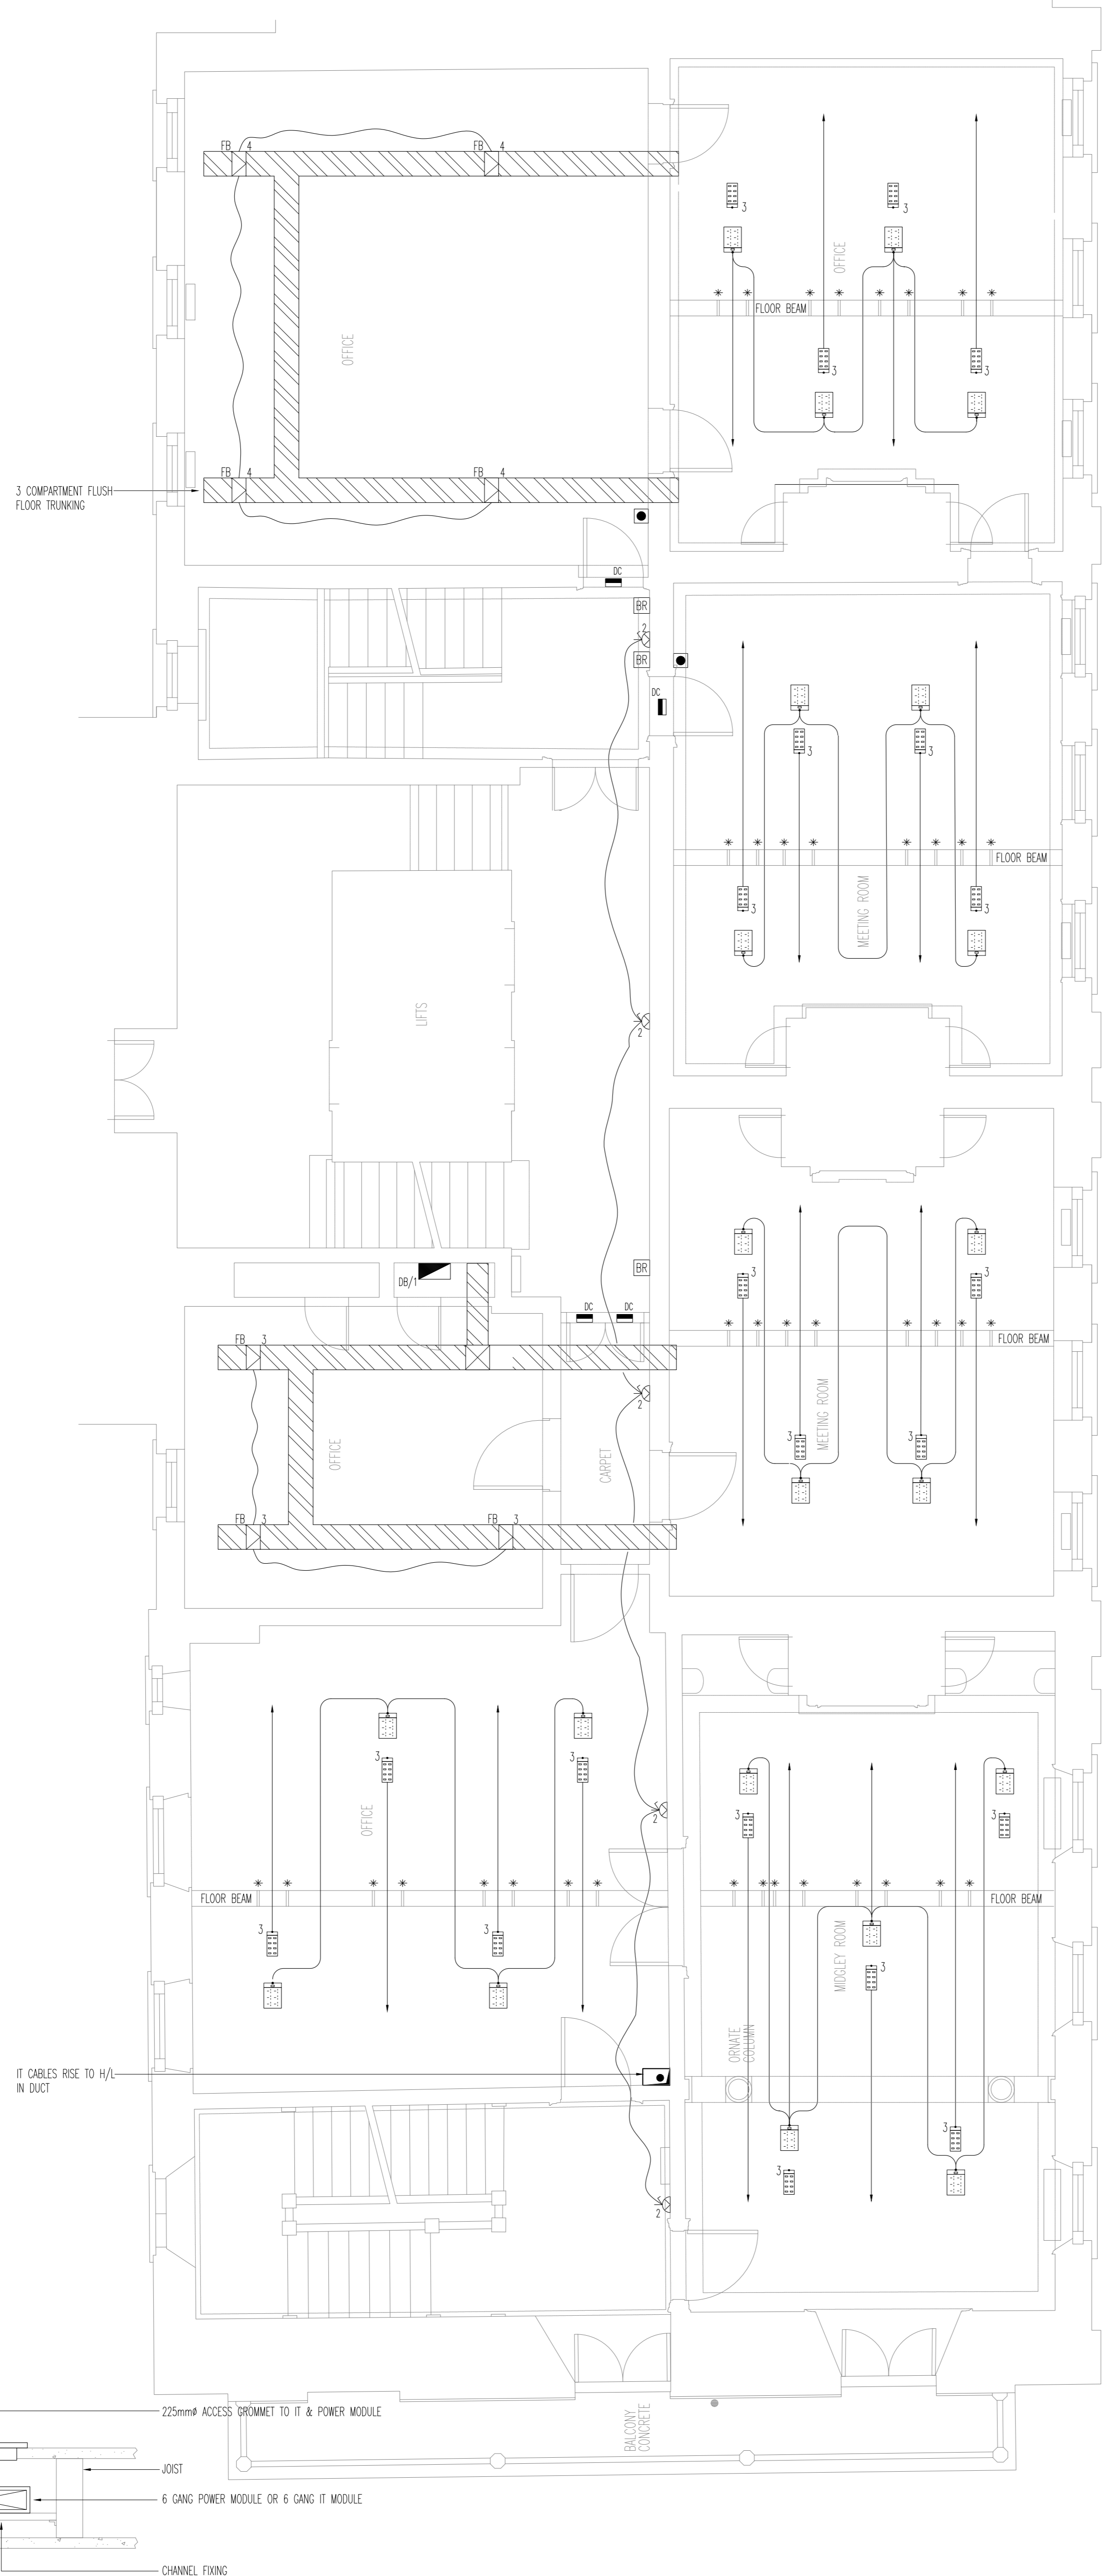 FB 4
FB 4
3
3
OFFICE
FLOOR BEAM
OFFICE
3
3
FB 4
FB 4
3 COMPARTMENT FLUSH
FLOOR TRUNKING
DC
BR
2
BR
DC
3
3
FLOOR BEAM
MEETING ROOM
3
3
LIFTS
2
BR
DB/1
3
3
DC DC
FLOOR BEAM
FB 3
2
MEETING ROOM
3
3
OFFICE
CARPET
FB 3
FB 3
3
3
2
3
3
OFFICE
FLOOR BEAM
FLOOR BEAM
3
3
MIDGLEY ROOM
3
ORNATE
COLUMN
IT CABLES RISE TO H/L
IN DUCT
3
3
2
BALCONY
CONCRETE
225mmø ACCESS GROMMET TO IT & POWER MODULE
JOIST
6 GANG POWER MODULE OR 6 GANG IT MODULE
CHANNEL FIXING